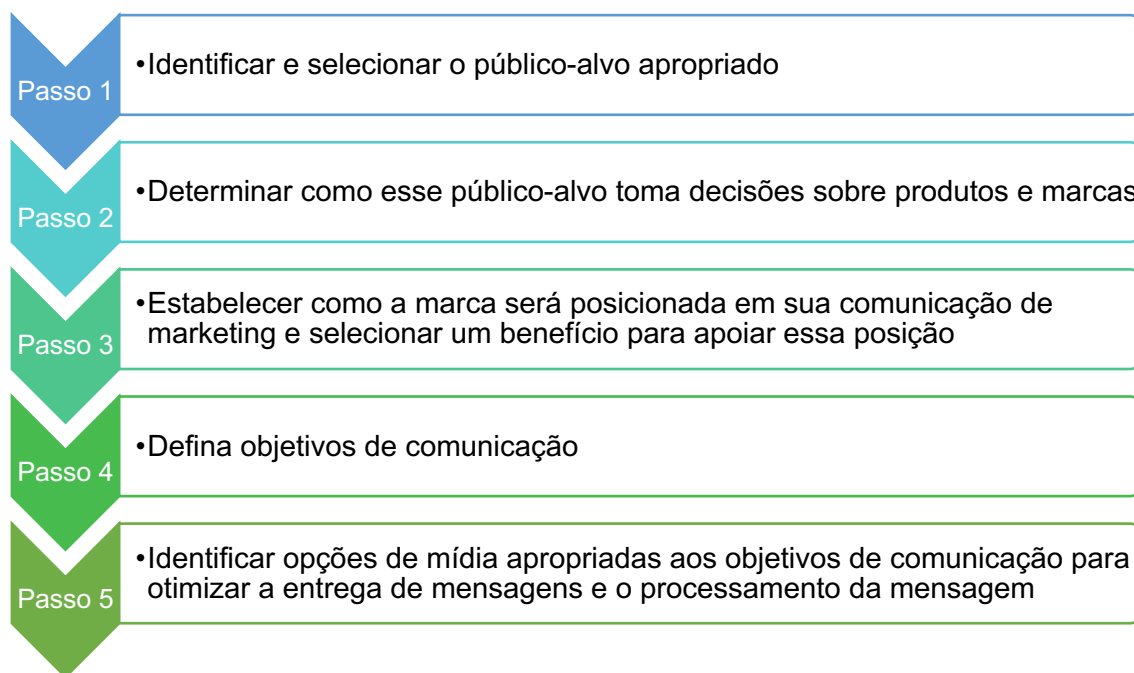 Passo 1
•Identificar e selecionar o público-alvo apropriado
Passo 2
•Determinar como esse público-alvo toma decisões sobre produtos e marcas
Passo 3
•Estabelecer como a marca será posicionada em sua comunicação de
marketing e selecionar um benefício para apoiar essa posição
Passo 4
•Defina objetivos de comunicação
Passo 5
•Identificar opções de mídia apropriadas aos objetivos de comunicação para
otimizar a entrega de mensagens e o processamento da mensagem